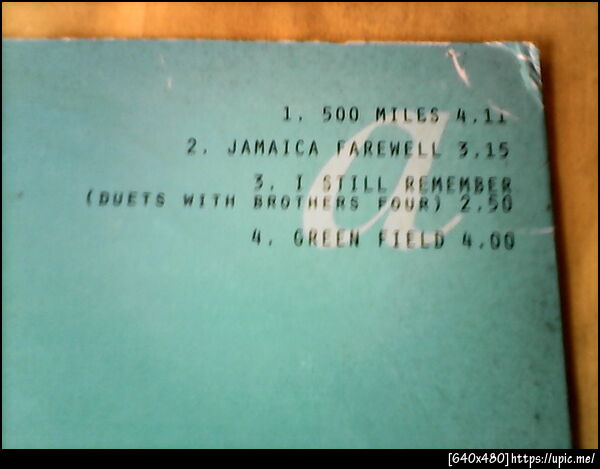 1. 500 MILES 4.11
2. JAMAICA FAREWELL 3.15
3. I STILL REMEMBER
(DUETS WITH BROTHERS FOUR) 2.50
4. GREEN FIELD 4.00
a
[640x480]https://upic.me/